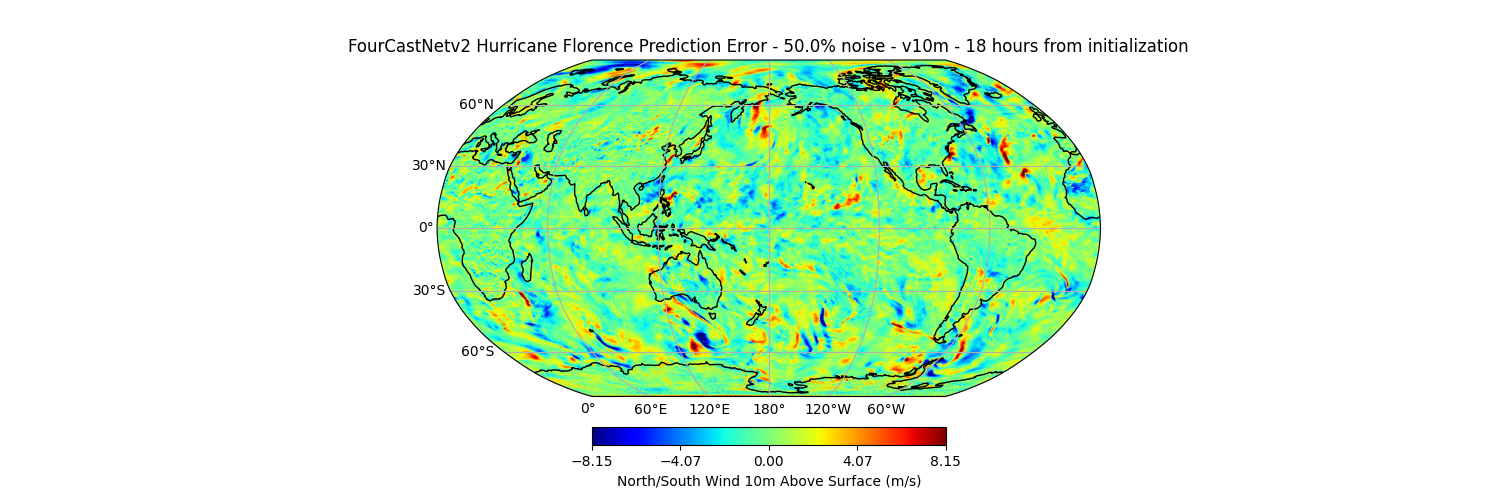 FourCastNetv2 Hurricane Florence Prediction Error - 50.0% noise - v10m - 18 hours from initialization
60°N
30°N
0°
30°S
60°S
0° 60°E 120°E 180° 120°W 60°W
−8.15 −4.07 0.00 4.07 8.15
North/South Wind 10m Above Surface (m/s)